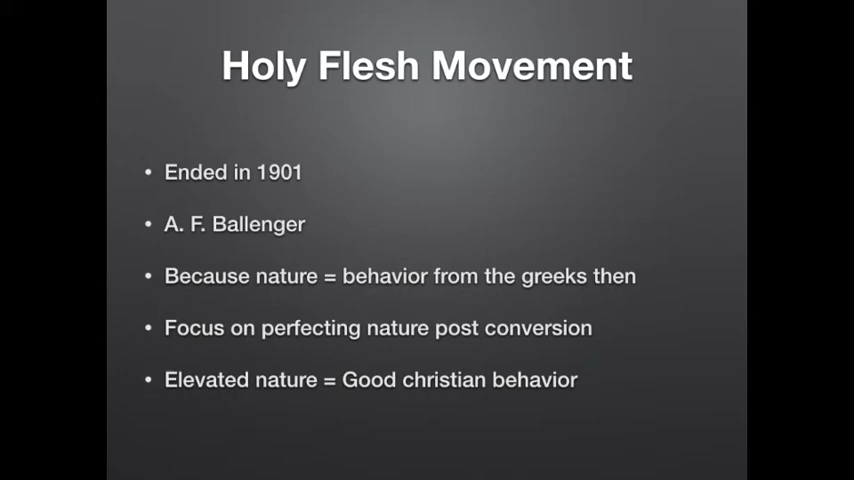 Holy Flesh Movement
• Ended in 1901
• A. F. Ballenger
• Because nature = behavior from the greeks then
• Focus on perfecting nature post conversion
• Elevated nature = Good christian behavior